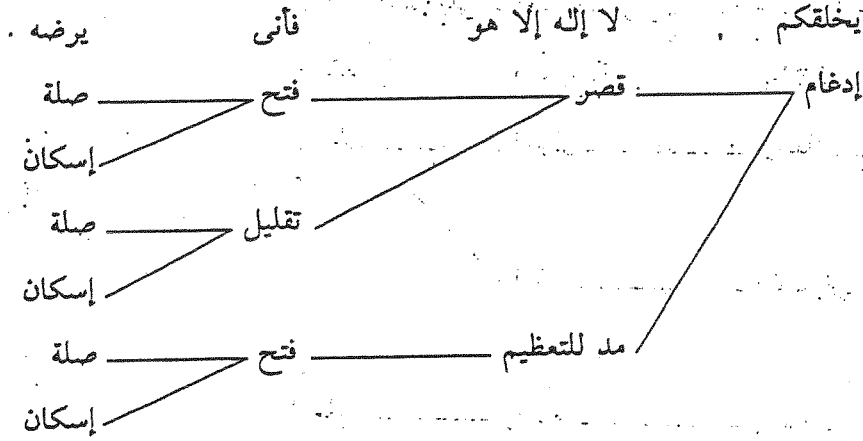 يخلقكم , لا إله إلا هو فأنى يرضه .
إدغام قصر فتح صلة
إسكان
تقليل صلة
إسكان
مد للتعظيم فتح صلة
إسكان